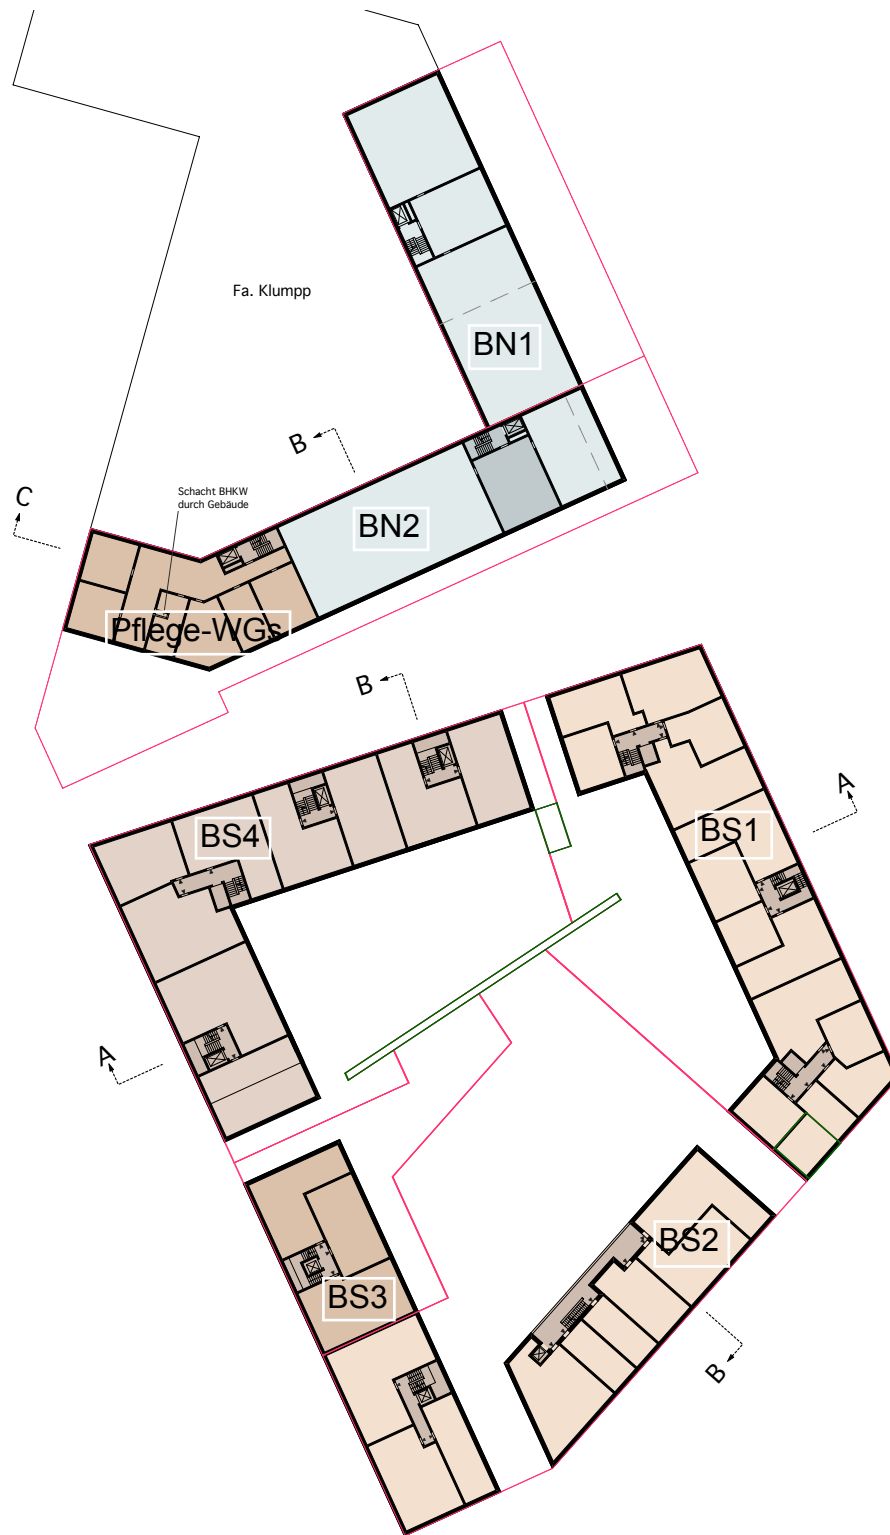 Fa. Klumpp
BN1
B
C
Schacht BHKW
durch Gebäude
BN2
Pflege-WGs
B
A
BS4
BS1
A
BS2
BS3
B